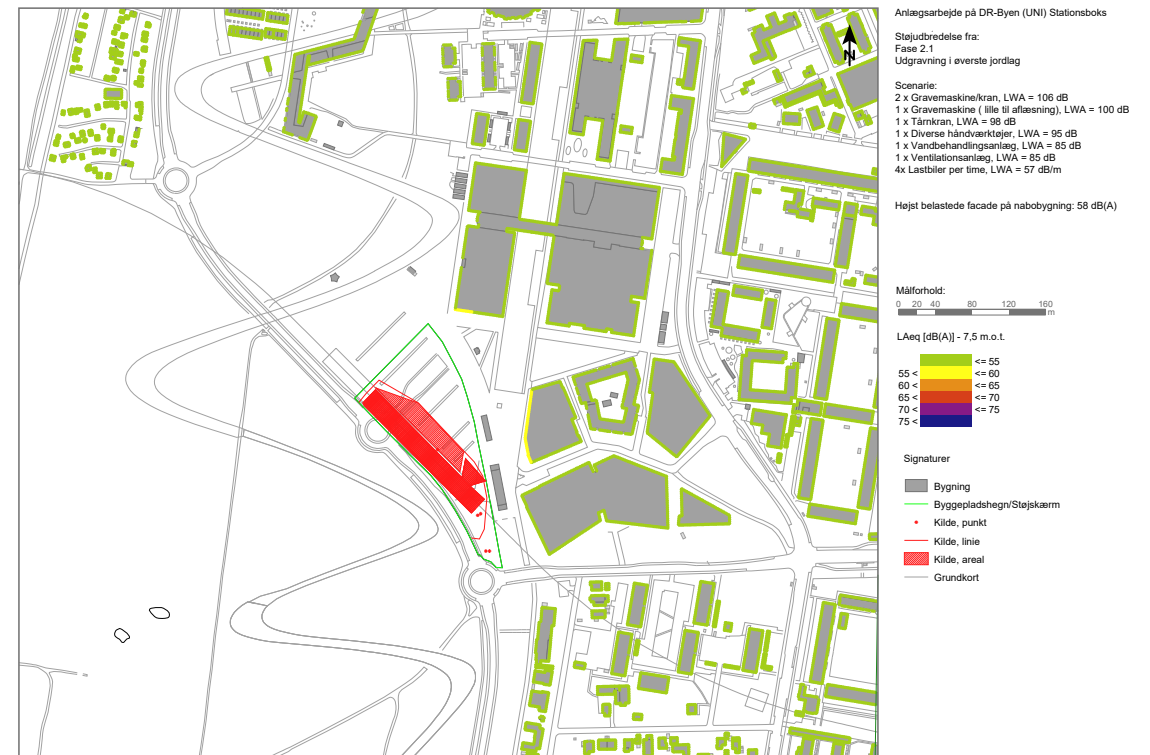 Anlægsarbejde på DR-Byen (UNI) Stationsboks
Støjudbredelse fra:
Fase 2.1
Udgravning i øverste jordlag
Scenarie:
2 x Gravemaskine/kran, LWA = 106 dB
1 x Gravemaskine ( lille til aflæsning), LWA = 100 dB
1 x Tårnkran, LWA = 98 dB
1 x Diverse håndværktøjer, LWA = 95 dB
1 x Vandbehandlingsanlæg, LWA = 85 dB
1 x Ventilationsanlæg, LWA = 85 dB
4x Lastbiler per time, LWA = 57 dB/m
Højst belastede facade på nabobygning: 58 dB(A)
N
Målforhold:
0 20 40 80 120 160
m
LAeq [dB(A)] - 7,5 m.o.t.
<= 55
55 < <= 60
60 < <= 65
65 < <= 70
70 < <= 75
75 <
Signaturer
Bygning
Byggepladshegn/Støjskærm
Kilde, punkt
Kilde, linie
Kilde, areal
Grundkort